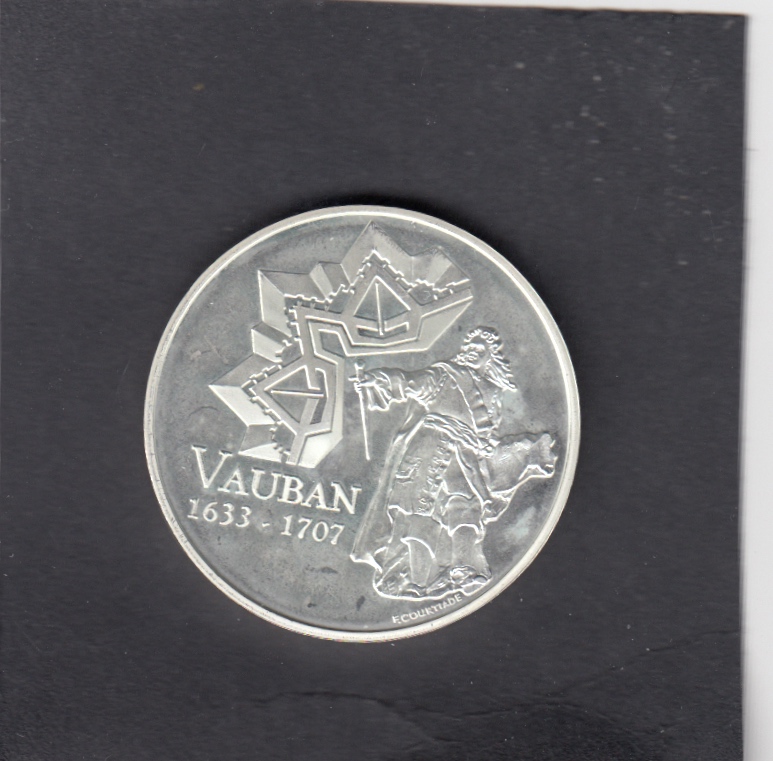 VAUBAN
1633 - 1707
F.COURTIADE